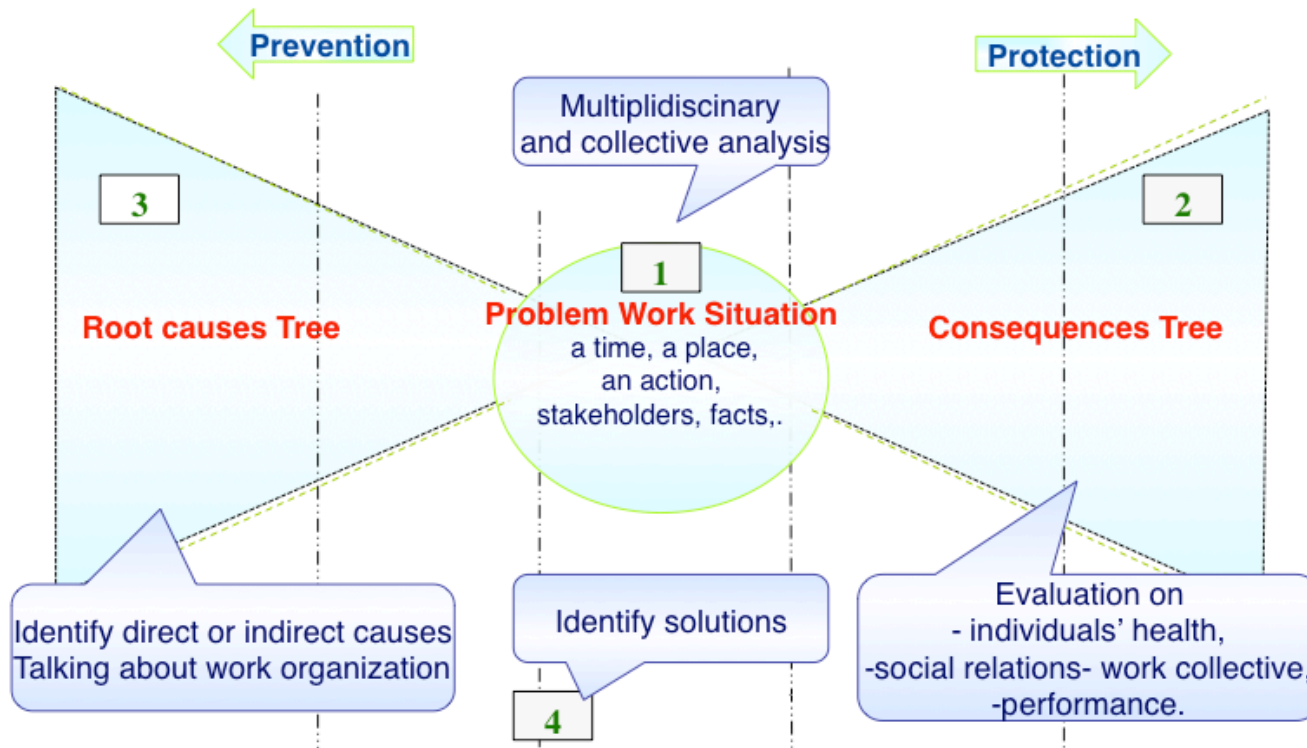 Prevention
Protection
Multiplidiscinary
and collective analysis
3
2
1
Root causes Tree
Problem Work Situation
a time, a place,
an action,
stakeholders, facts,.
Consequences Tree
Identify direct or indirect causes
Talking about work organization
Identify solutions
4
Evaluation on
- individuals’ health,
-social relations- work collective,
-performance.